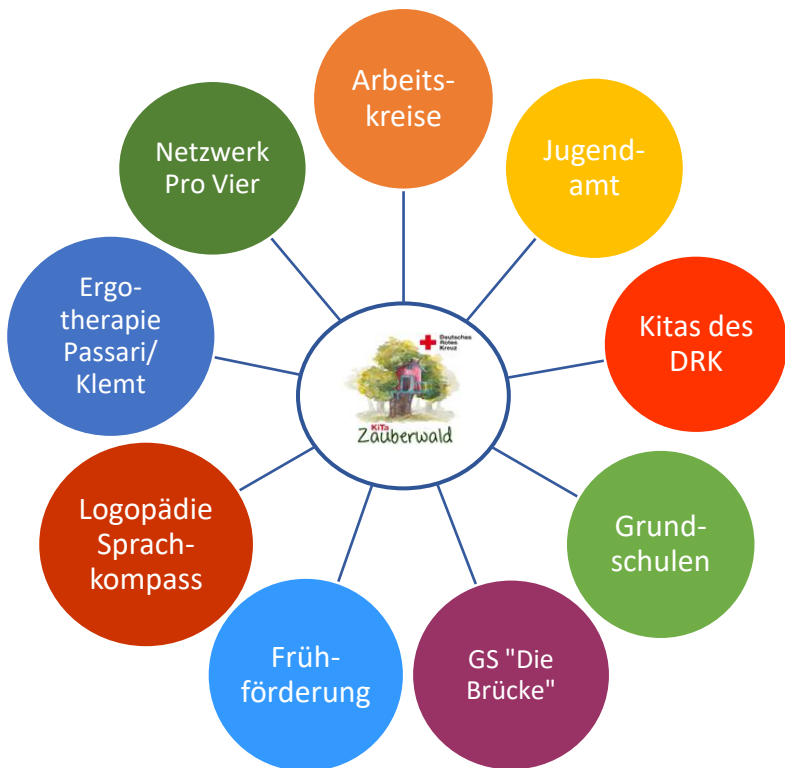 Arbeits-
kreise
Jugend-
amt
Kitas des
DRK
Grund-
schulen
GS "Die
Brücke"
Früh-
förderung
Logopädie
Sprach-
kompass
Ergo-
therapie
Passari/
Klemt
Netzwerk
Pro Vier
Deutsches
Rotes
Kreuz
KiTa
Zauberwald